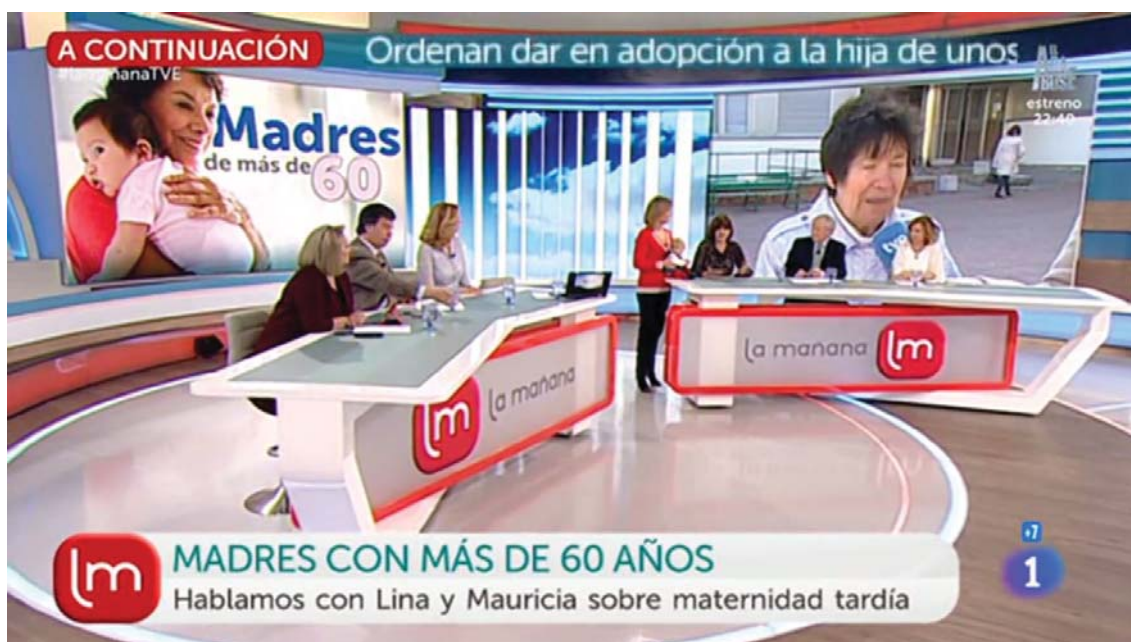 A CONTINUACIÓN
Ordenan dar en adopción a la hija de unos
estreno
22:40
Madres
de más de
60
tve
la mañana
lm
lm
la mañana
+7
1
lm
MADRES CON MÁS DE 60 AÑOS
Hablamos con Lina y Mauricia sobre maternidad tardía